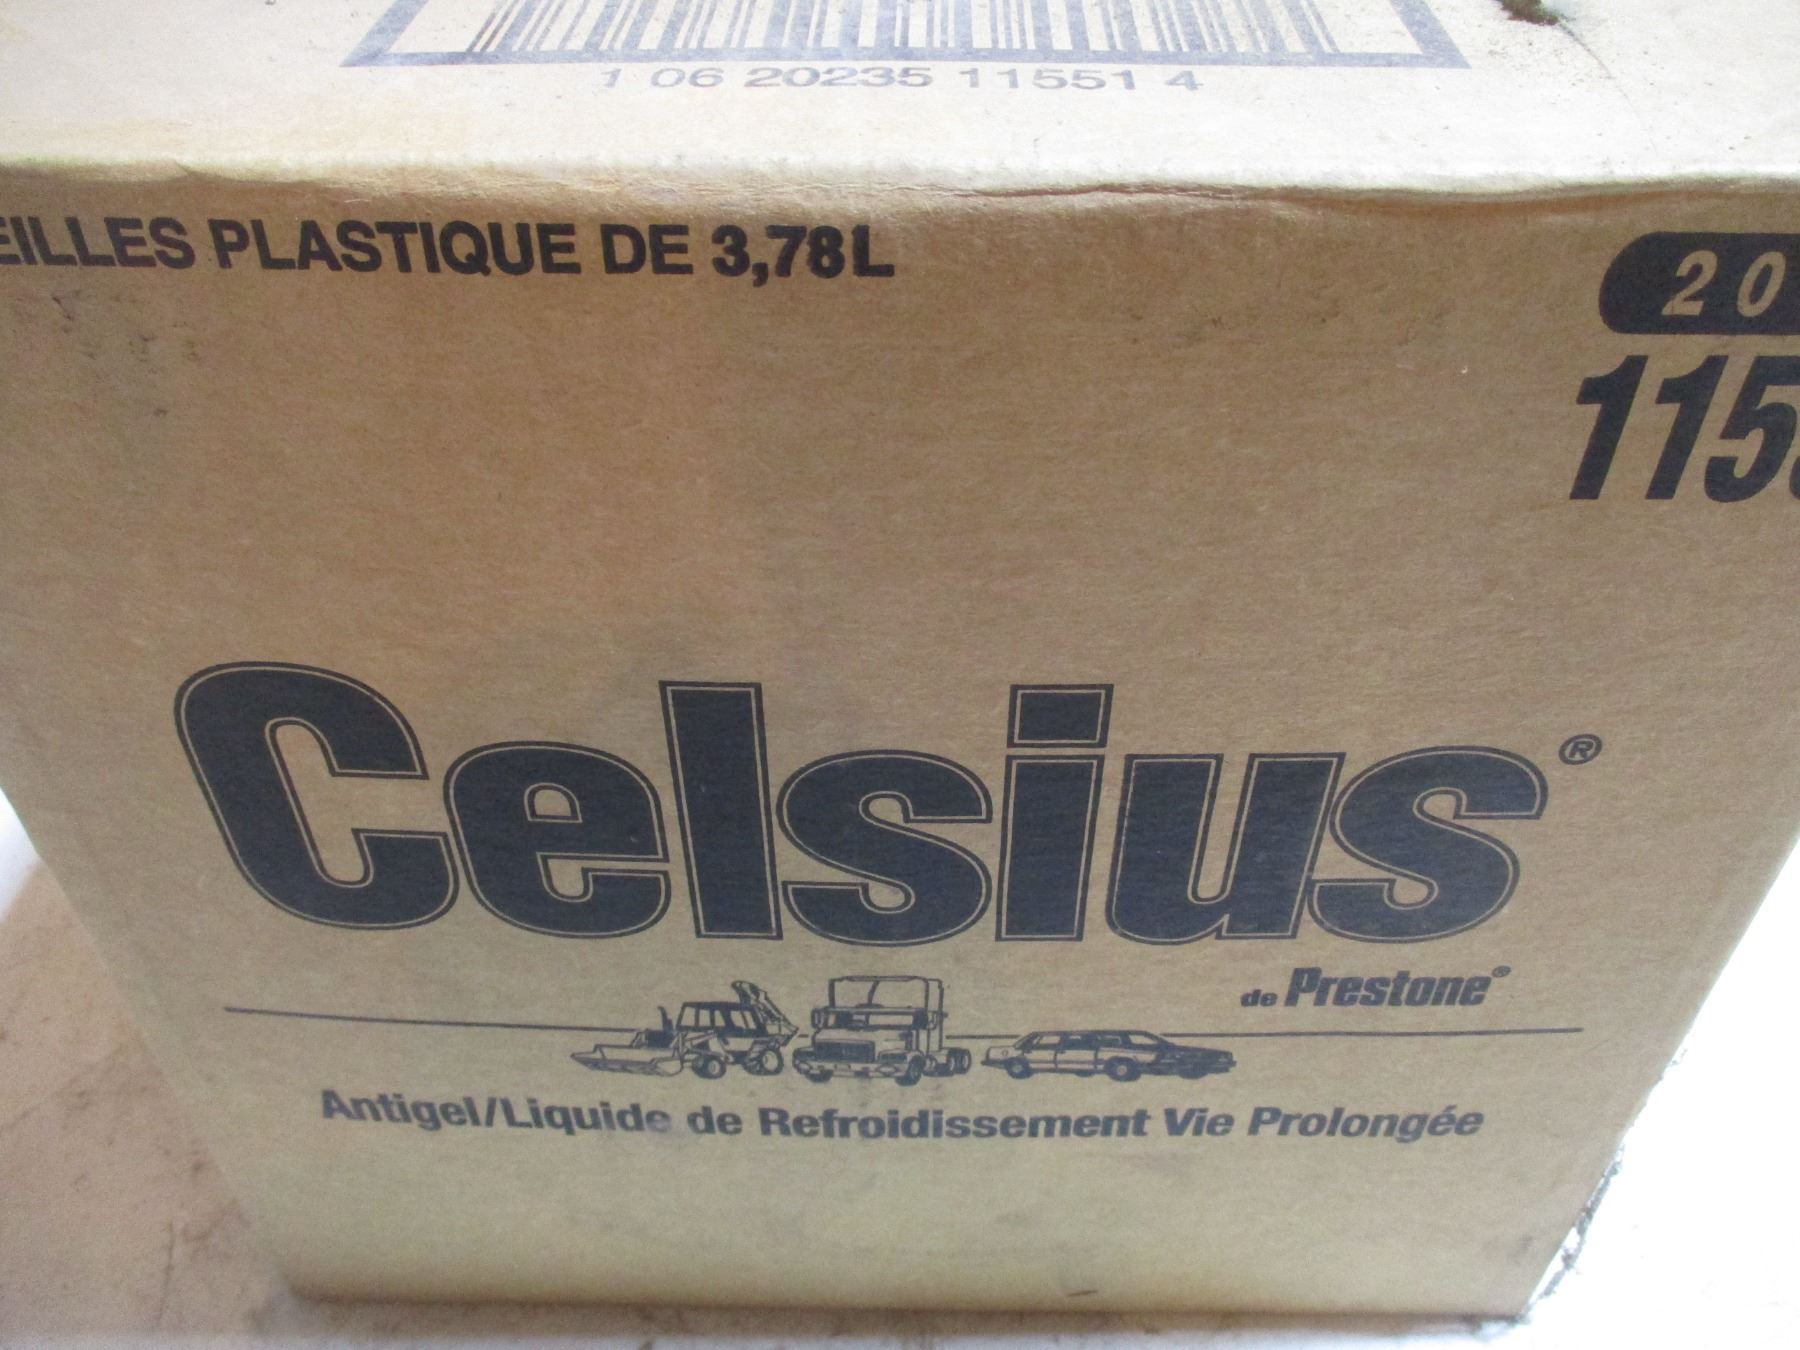 1 06 20235 11551 4
EILLES PLASTIQUE DE 3,78L
20
115
Celsius®
de Prestone®
Antigel/Liquide de Refroidissement Vie Prolongée